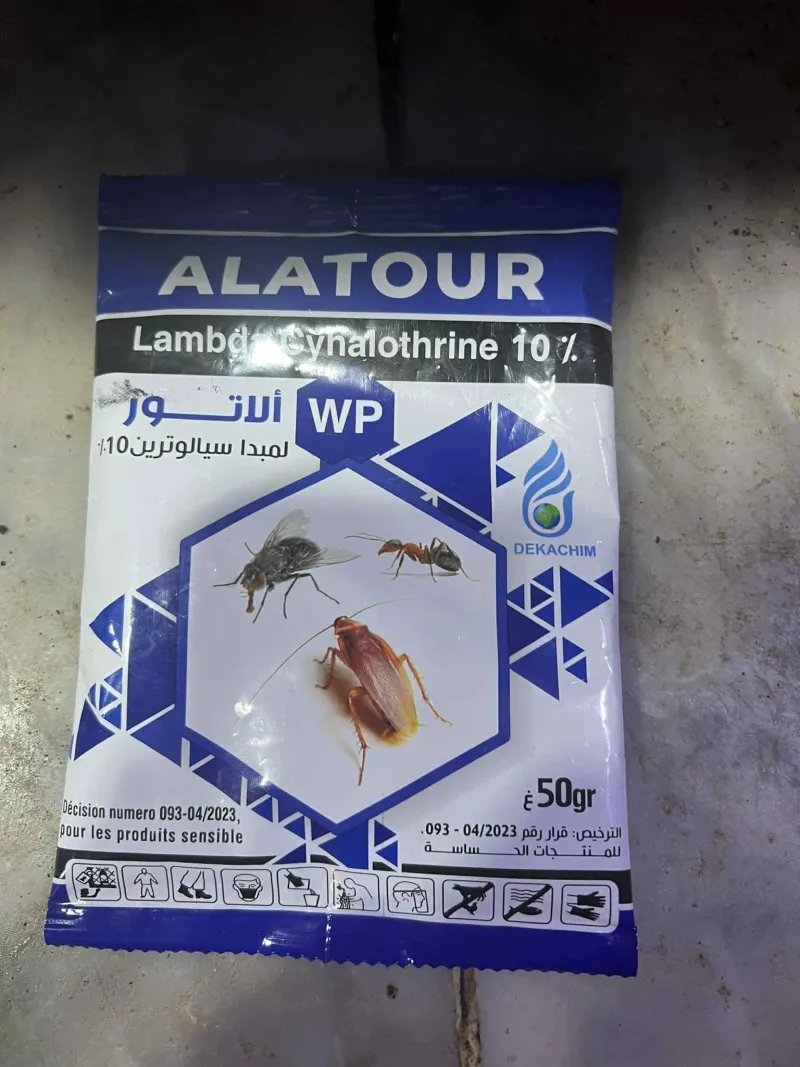 ALATOUR
Lambda Cyhalothrine 10 %
ألاتور
WP
لمبدا سيالوترين10٪
DEKACHIM
50gr غ
Décision numero 093-04/2023,
pour les produits sensible
الترخيص: قرار رقم 04/2023 - 093،
للمنتجات الحساسة